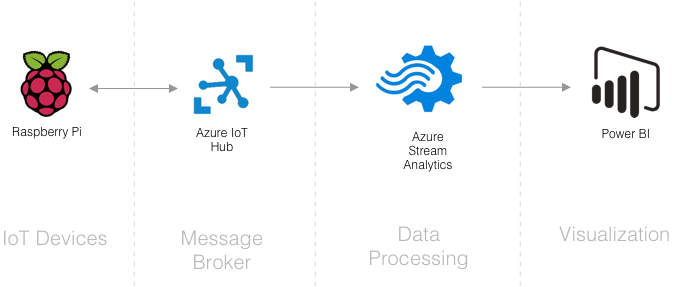 Raspberry Pi
Azure IoT
Hub
Azure
Stream
Analytics
Power BI
IoT Devices
Message
Broker
Data
Processing
Visualization